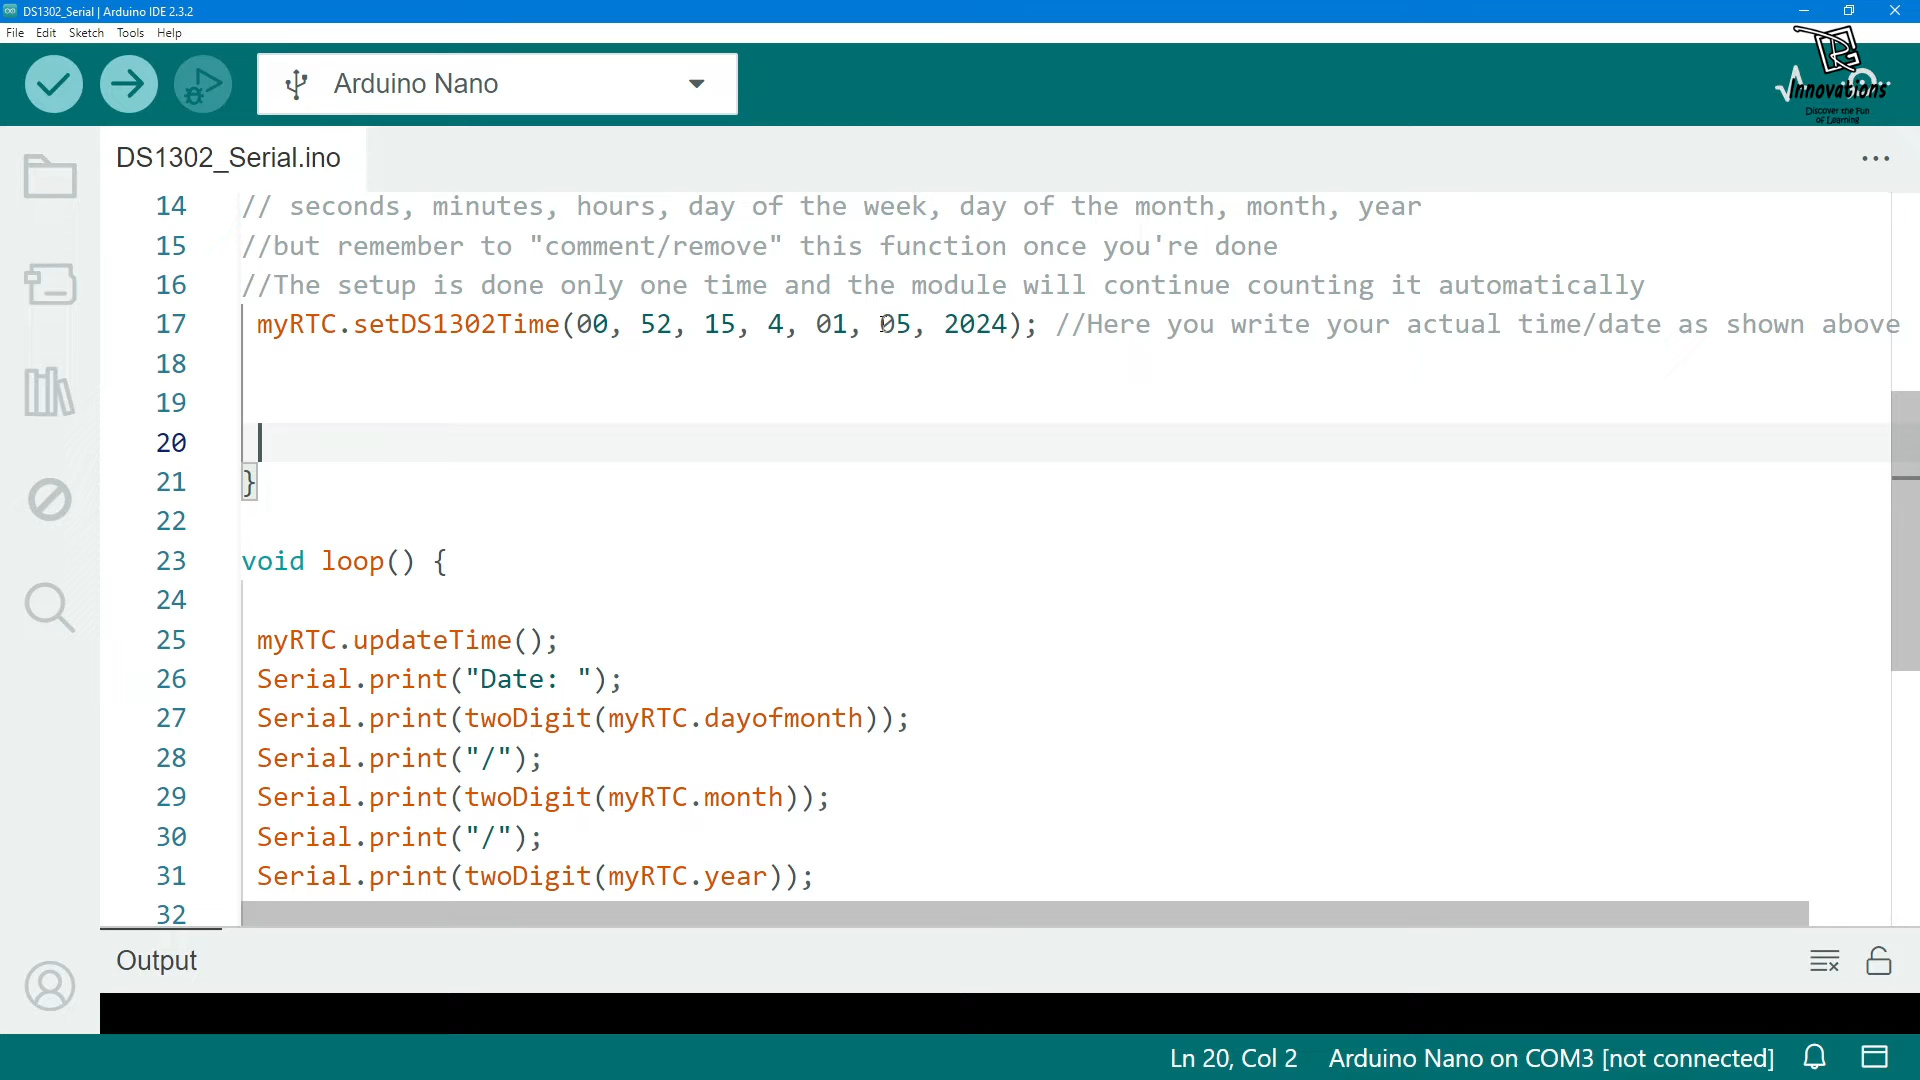 DS1302_Serial | Arduino IDE 2.3.2
File Edit Sketch Tools Help
Arduino Nano
Innovations
Discover the Fun
of Learning
DS1302_Serial.ino
14 // seconds, minutes, hours, day of the week, day of the month, month, year
15 //but remember to "comment/remove" this function once you're done
16 //The setup is done only one time and the module will continue counting it automatically
17 myRTC.setDS1302Time(00, 52, 15, 4, 01, 05, 2024); //Here you write your actual time/date as shown above
18
19
20
21 }
22
23 void loop() {
24
25 myRTC.updateTime();
26 Serial.print("Date: ");
27 Serial.print(twoDigit(myRTC.dayofmonth));
28 Serial.print("/");
29 Serial.print(twoDigit(myRTC.month));
30 Serial.print("/");
31 Serial.print(twoDigit(myRTC.year));
32
Output
Ln 20, Col 2 Arduino Nano on COM3 [not connected]